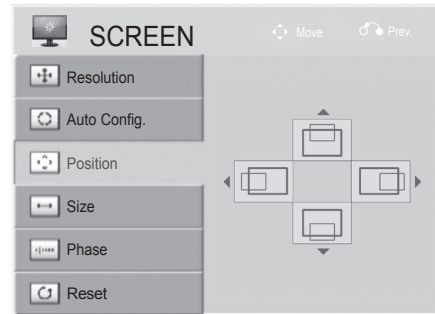 SCREEN
Move
Prev.
Resolution
Auto Config.
Position
Size
Phase
Reset